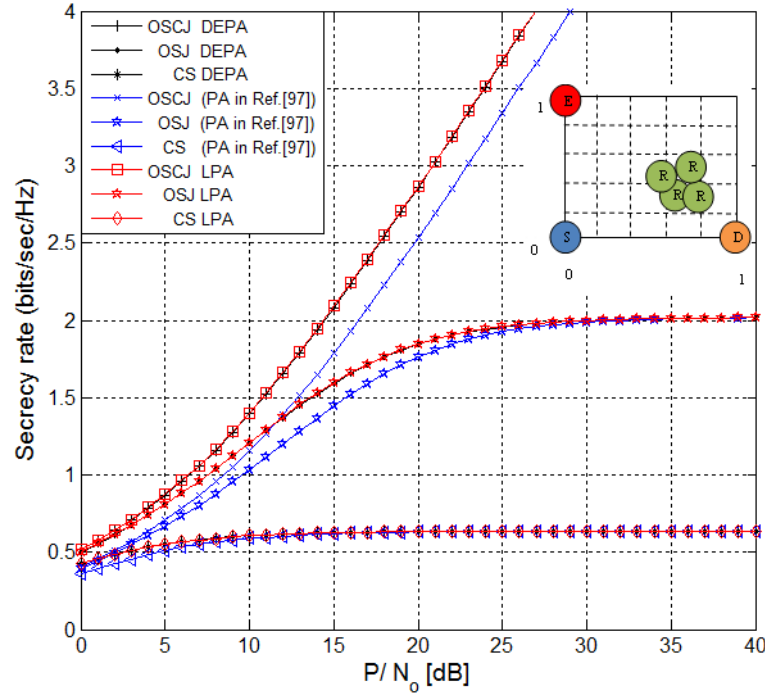 4
3.5
3
2.5
2
1.5
1
0.5
0
Secrecy rate (bits/sec/Hz)
OSCJ DEPA
OSJ DEPA
CS DEPA
OSCJ (PA in Ref.[97])
OSJ (PA in Ref.[97])
CS (PA in Ref.[97])
OSCJ LPA
OSJ LPA
CS LPA
1
E
R
R
R
R
0
S
D
0
1
0
5
10
15
20
25
30
35
40
P/ No [dB]